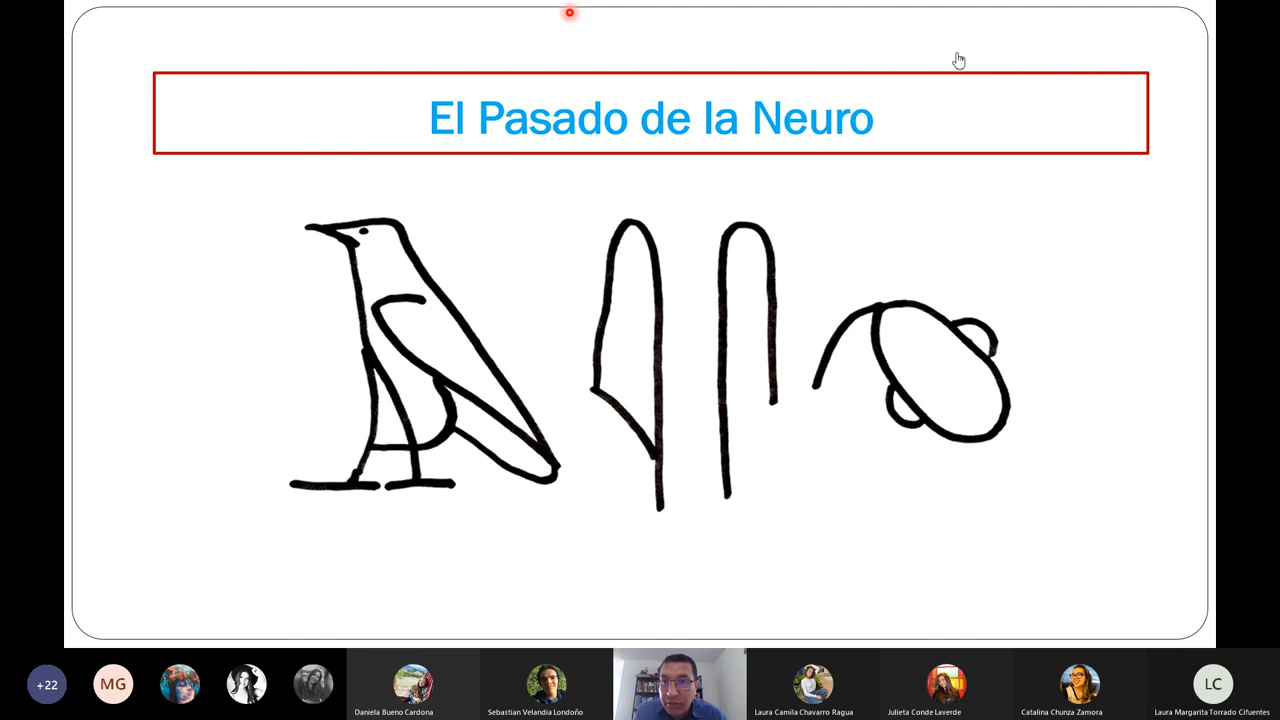 El Pasado de la Neuro
+22
MG
Daniela Bueno Cardona
Sebastían Velandia Londoño
Laura Camila Chavarro Ragua
Julieta Conde Laverde
Catalina Chunza Zamora
LC
Laura Margarita Torrado Cifuentes